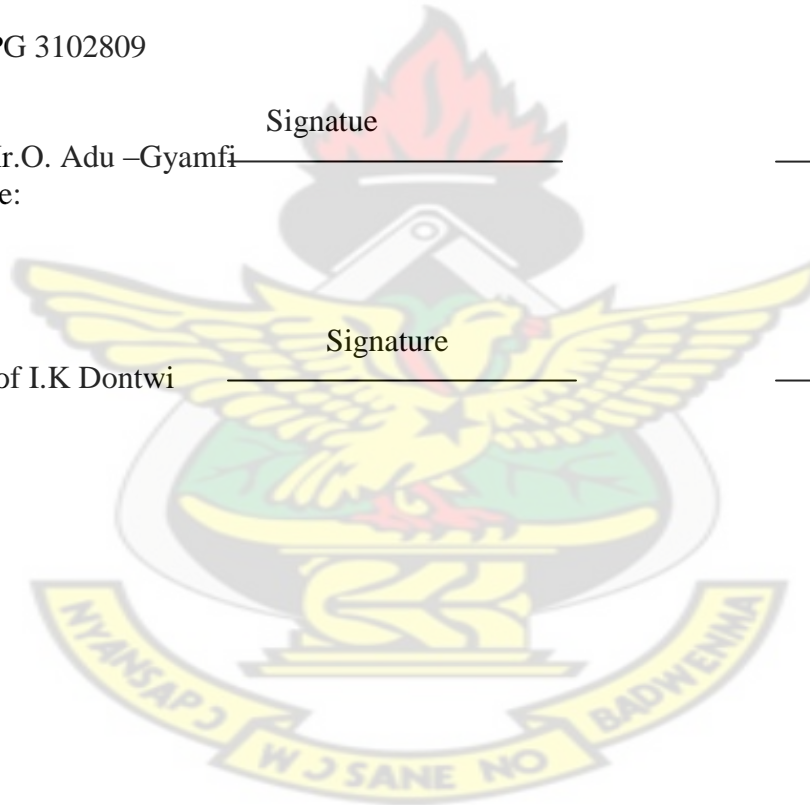 PG 3102809
Signatue
r.O. Adu –Gyamfi
e:
Signature
of I.K Dontwi
NYANSAPƆ WƆSANE NO BADWENMA